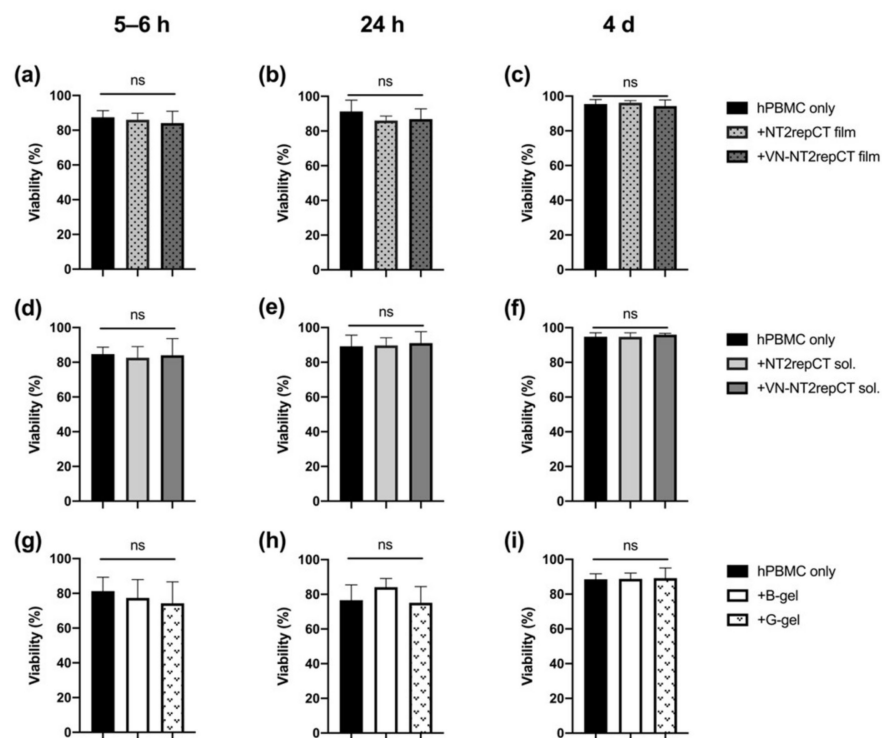 5–6 h
24 h
4 d
(a)
ns
Viability (%)
100
80
60
40
20
0
(b)
ns
Viability (%)
100
80
60
40
20
0
(c)
ns
Viability (%)
100
80
60
40
20
0
hPBMC only
+NT2repCT film
+VN-NT2repCT film
(d)
ns
Viability (%)
100
80
60
40
20
0
(e)
ns
Viability (%)
100
80
60
40
20
0
(f)
ns
Viability (%)
100
80
60
40
20
0
hPBMC only
+NT2repCT sol.
+VN-NT2repCT sol.
(g)
ns
Viability (%)
100
80
60
40
20
0
(h)
ns
Viability (%)
100
80
60
40
20
0
(i)
ns
Viability (%)
100
80
60
40
20
0
hPBMC only
+B-gel
+G-gel